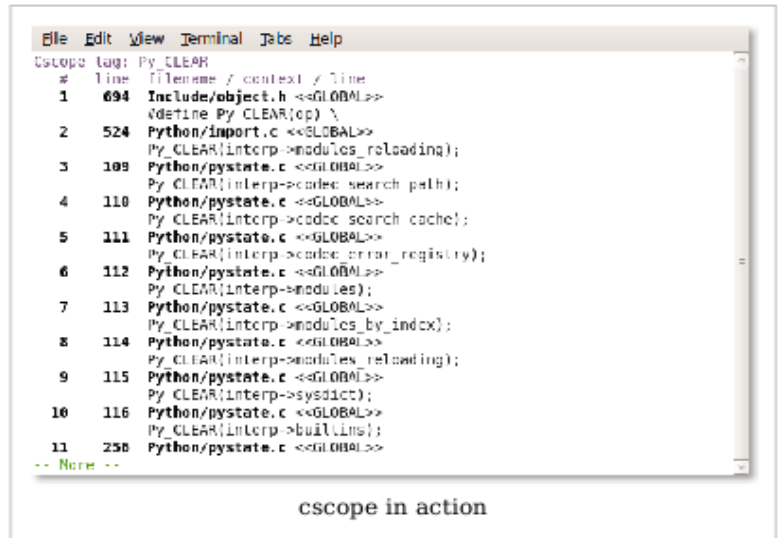 File Edit View Terminal Tabs Help
Cscope tag: Py_CLEAR
# line filename / context / line
1 694 Include/object.h <<GLOBAL>>
#define Py_CLEAR(op) \
2 524 Python/import.c <<GLOBAL>>
Py_CLEAR(interp->modules_reloading);
3 109 Python/pystate.c <<GLOBAL>>
Py_CLEAR(interp->codec_search_path);
4 110 Python/pystate.c <<GLOBAL>>
Py_CLEAR(interp->codec_search_cache);
5 111 Python/pystate.c <<GLOBAL>>
Py_CLEAR(interp->codec_error_registry);
6 112 Python/pystate.c <<GLOBAL>>
Py_CLEAR(interp->modules);
7 113 Python/pystate.c <<GLOBAL>>
Py_CLEAR(interp->modules_by_index);
8 114 Python/pystate.c <<GLOBAL>>
Py_CLEAR(interp->modules_reloading);
9 115 Python/pystate.c <<GLOBAL>>
Py_CLEAR(interp->sysdict);
10 116 Python/pystate.c <<GLOBAL>>
Py_CLEAR(interp->builtins);
11 256 Python/pystate.c <<GLOBAL>>
-- More --
cscope in action